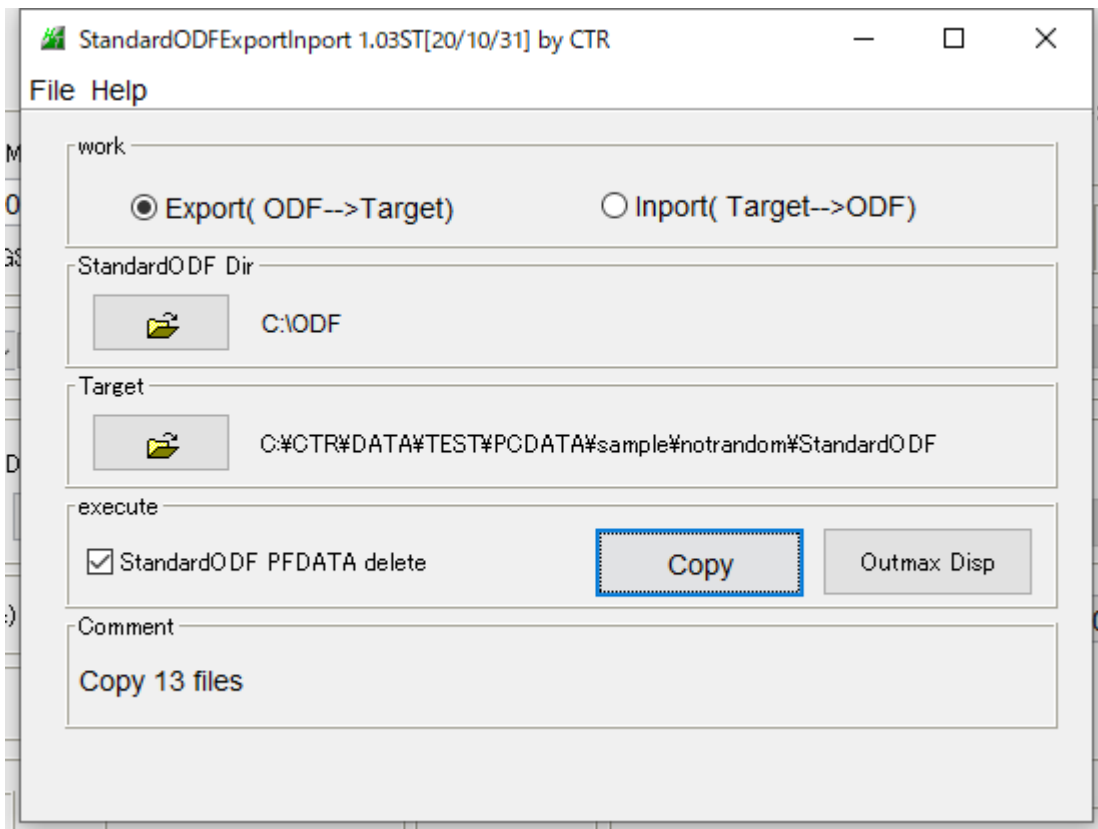 StandardODFExportInport 1.03ST[20/10/31] by CTR
File Help
work
Export( ODF-->Target)
Inport( Target-->ODF)
StandardODF Dir
C:\ODF
Target
C:¥CTR¥DATA¥TEST¥PCDATA¥sample¥notrandom¥StandardODF
execute
StandardODF PFDATA delete
Copy
Outmax Disp
Comment
Copy 13 files